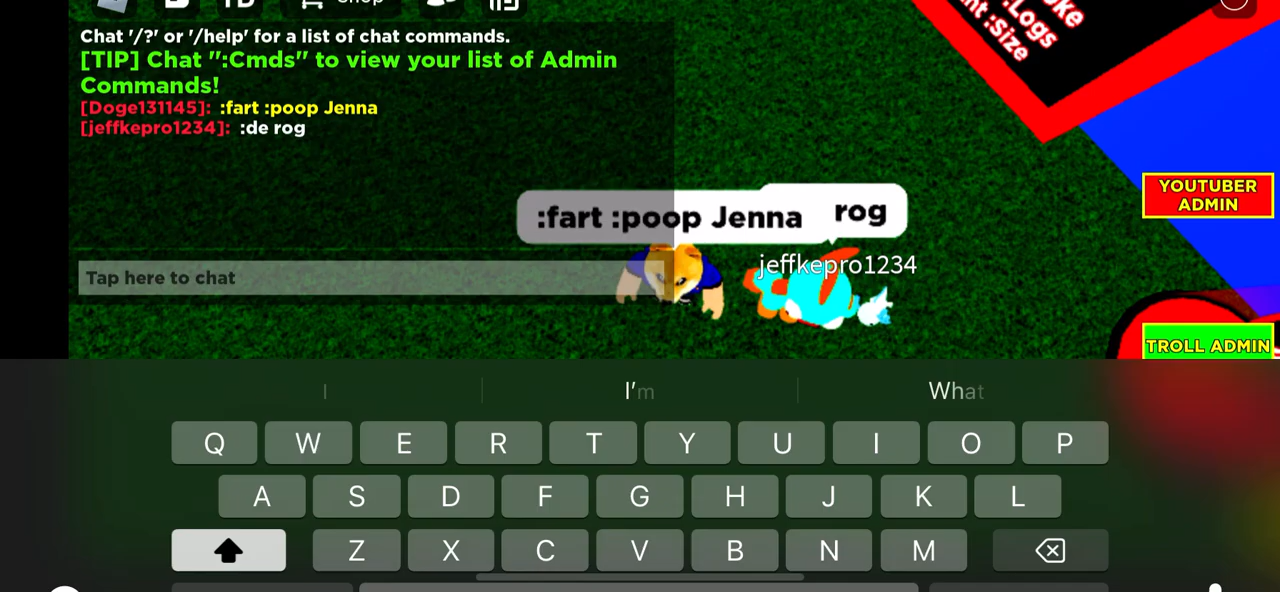 Shop
Chat '/?' or '/help' for a list of chat commands.
[TIP] Chat ":Cmds" to view your list of Admin
Commands!
[Doge131145]: :fart :poop Jenna
[jeffkepro1234]: :de rog
:Logs
:Size
YOUTUBER
ADMIN
:fart :poop Jenna
rog
jeffkepro1234
Tap here to chat
TROLL ADMIN
I
I'm
What
Q W E R T Y U I O P
A S D F G H J K L
Z X C V B N M